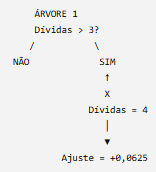 ÁRVORE 1
Dívidas > 3?
/ \
NÃO SIM
↑
X
Dívidas = 4
│
▼
Ajuste = +0,0625